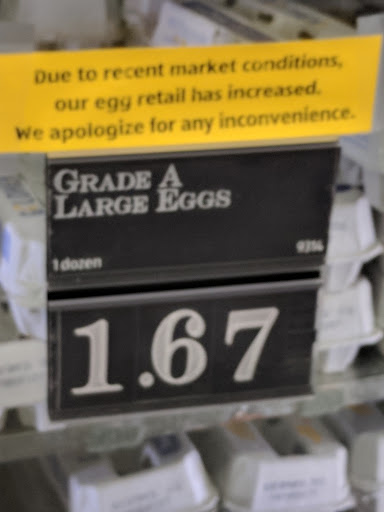 Due to recent market conditions,
our egg retail has increased.
We apologize for any inconvenience.
GRADE A
LARGE EGGS
1 dozen 9314
1.67